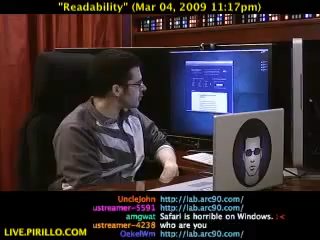 "Readability" (Mar 04, 2009 11:17pm)
UncleJohn http://lab.arc90.com/
ustreamer-5591 http://lab.arc90.com/
amgwat Safari is horrible on Windows. :-<
ustreamer-4238 who are you
OekelWm http://lab.arc90.com/
LIVE.PIRILLO.COM